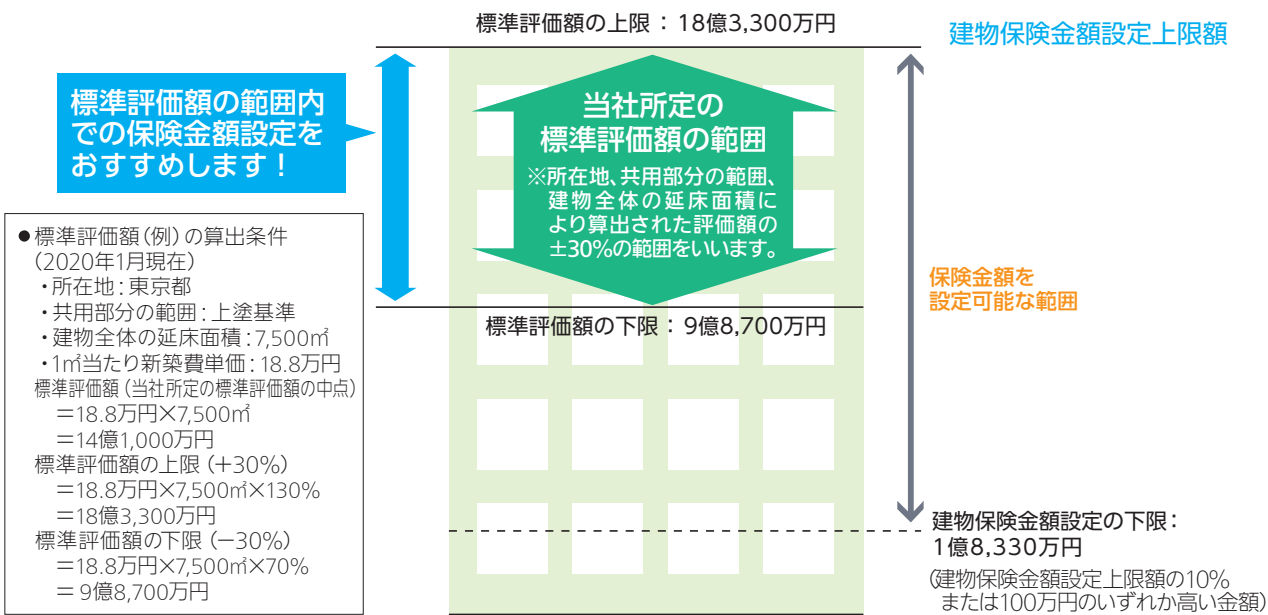 標準評価額の上限：18億3,300万円
建物保険金額設定上限額
標準評価額の範囲内
での保険金額設定を
おすすめします！
当社所定の
標準評価額の範囲
※所在地、共用部分の範囲、
建物全体の延床面積に
より算出された評価額の
±30%の範囲をいいます。
●標準評価額(例)の算出条件
(2020年1月現在)
・所在地：東京都
・共用部分の範囲：上塗基準
・建物全体の延床面積：7,500㎡
・1㎡当たり新築費単価：18.8万円
標準評価額(当社所定の標準評価額の中点)
＝18.8万円×7,500㎡
＝14億1,000万円
標準評価額の上限(＋30%)
＝18.8万円×7,500㎡×130%
＝18億3,300万円
標準評価額の下限(－30%)
＝18.8万円×7,500㎡×70%
＝9億8,700万円
標準評価額の下限：9億8,700万円
保険金額を
設定可能な範囲
建物保険金額設定の下限：
1億8,330万円
(建物保険金額設定上限額の10%
または100万円のいずれか高い金額)